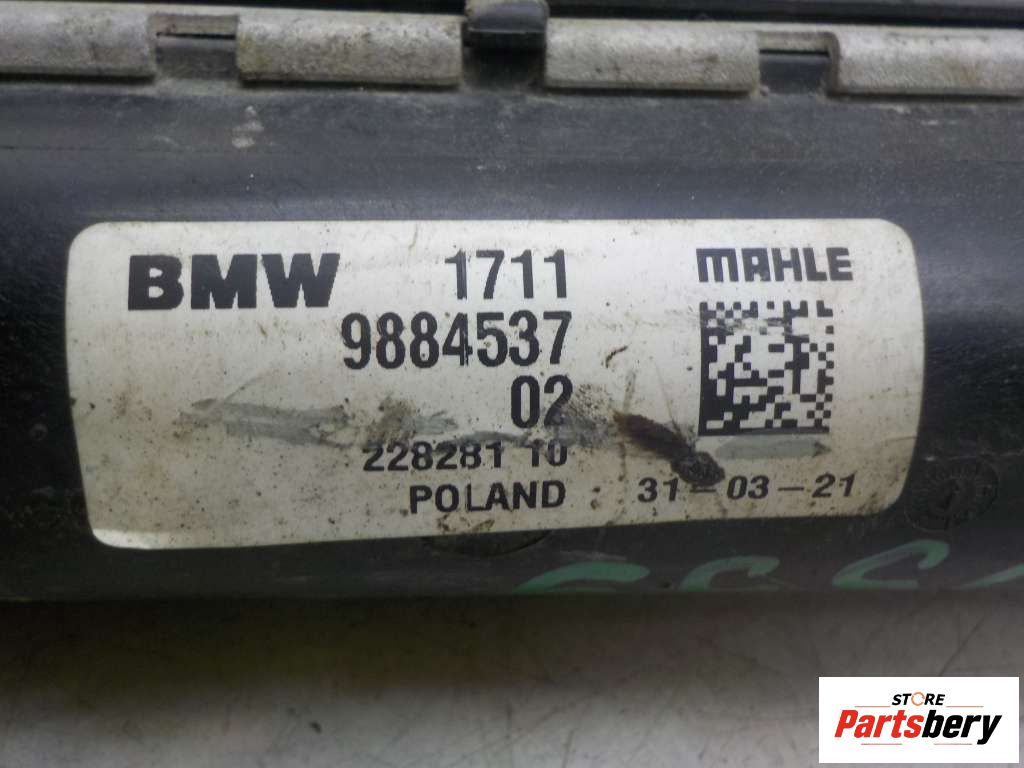 BMW 1711 MAHLE
9884537
02
228281 10
POLAND 31-03-21
STORE
Partsbery